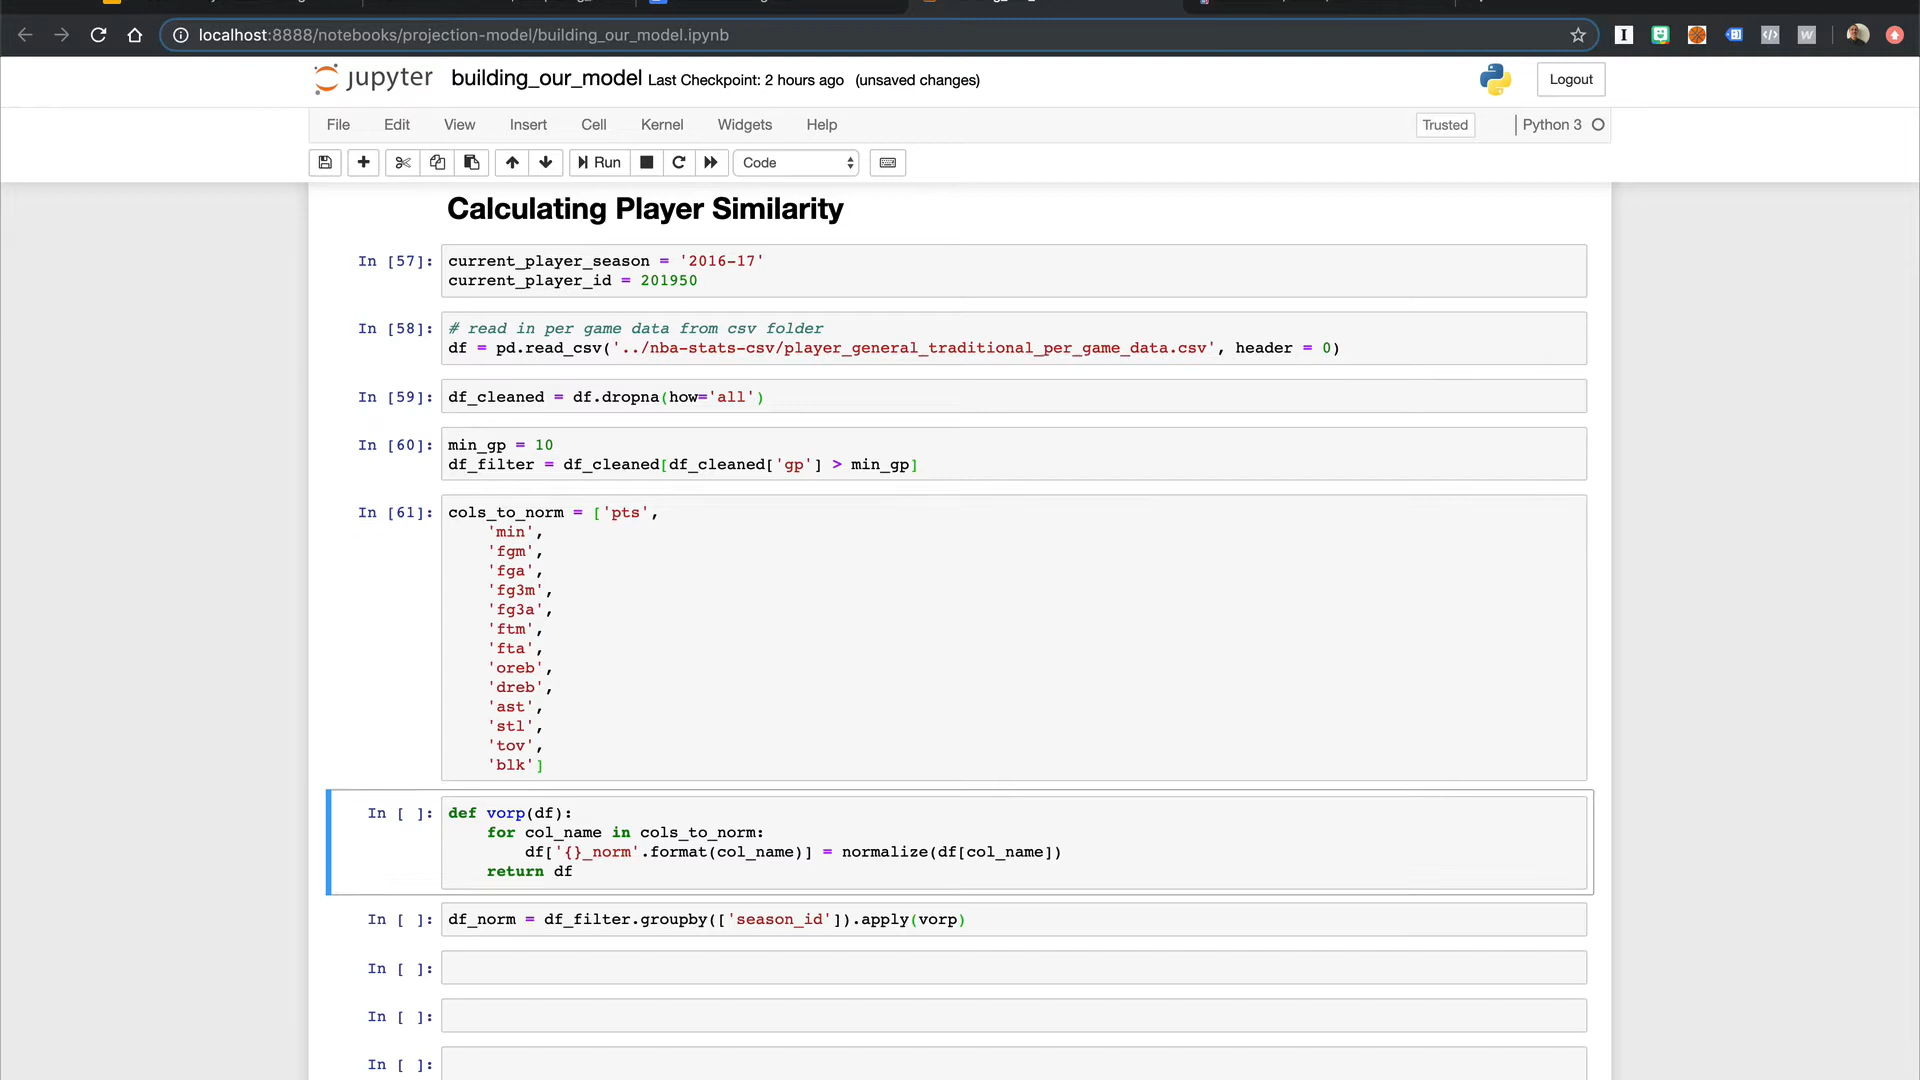 localhost:8888/notebooks/projection-model/building_our_model.ipynb
jupyter building_our_model Last Checkpoint: 2 hours ago (unsaved changes)
Logout
File Edit View Insert Cell Kernel Widgets Help
Trusted Python 3
Run Code
Calculating Player Similarity
In [57]: current_player_season = '2016-17'
current_player_id = 201950
In [58]: # read in per game data from csv folder
df = pd.read_csv('../nba-stats-csv/player_general_traditional_per_game_data.csv', header = 0)
In [59]: df_cleaned = df.dropna(how='all')
In [60]: min_gp = 10
df_filter = df_cleaned[df_cleaned['gp'] > min_gp]
In [61]: cols_to_norm = ['pts',
'min',
'fgm',
'fga',
'fg3m',
'fg3a',
'ftm',
'fta',
'oreb',
'dreb',
'ast',
'stl',
'tov',
'blk']
In [ ]: def vorp(df):
for col_name in cols_to_norm:
df['{}_norm'.format(col_name)] = normalize(df[col_name])
return df
In [ ]: df_norm = df_filter.groupby(['season_id']).apply(vorp)
In [ ]:
In [ ]:
In [ ]: